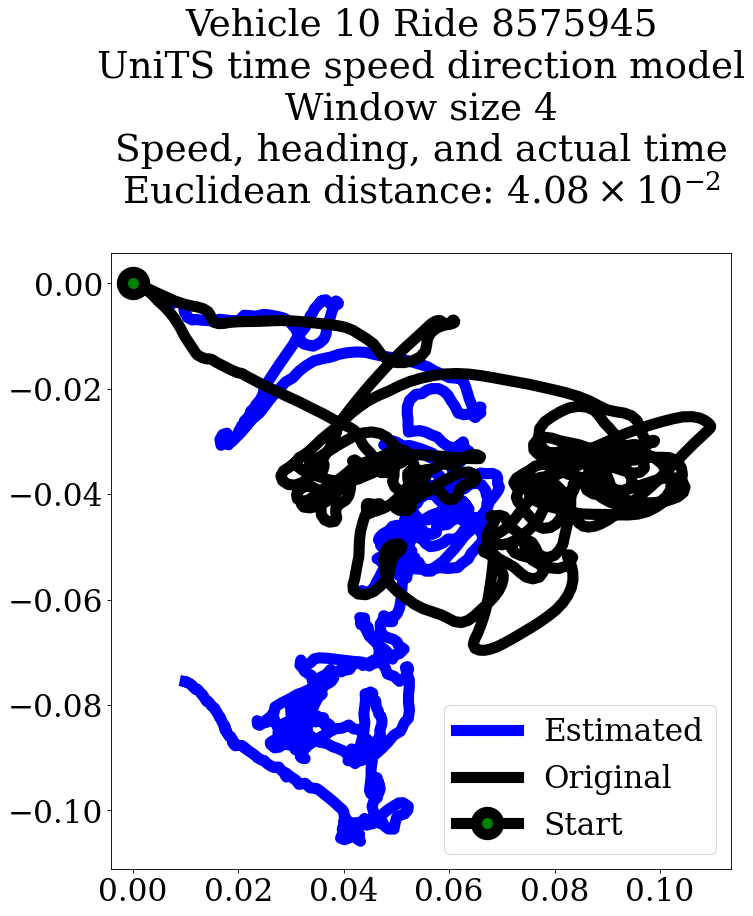 Vehicle 10 Ride 8575945
UniTS time speed direction model
Window size 4
Speed, heading, and actual time
Euclidean distance: 4.08 × 10⁻²
0.00
−0.02
−0.04
−0.06
−0.08
−0.10
Estimated
Original
Start
0.00 0.02 0.04 0.06 0.08 0.10